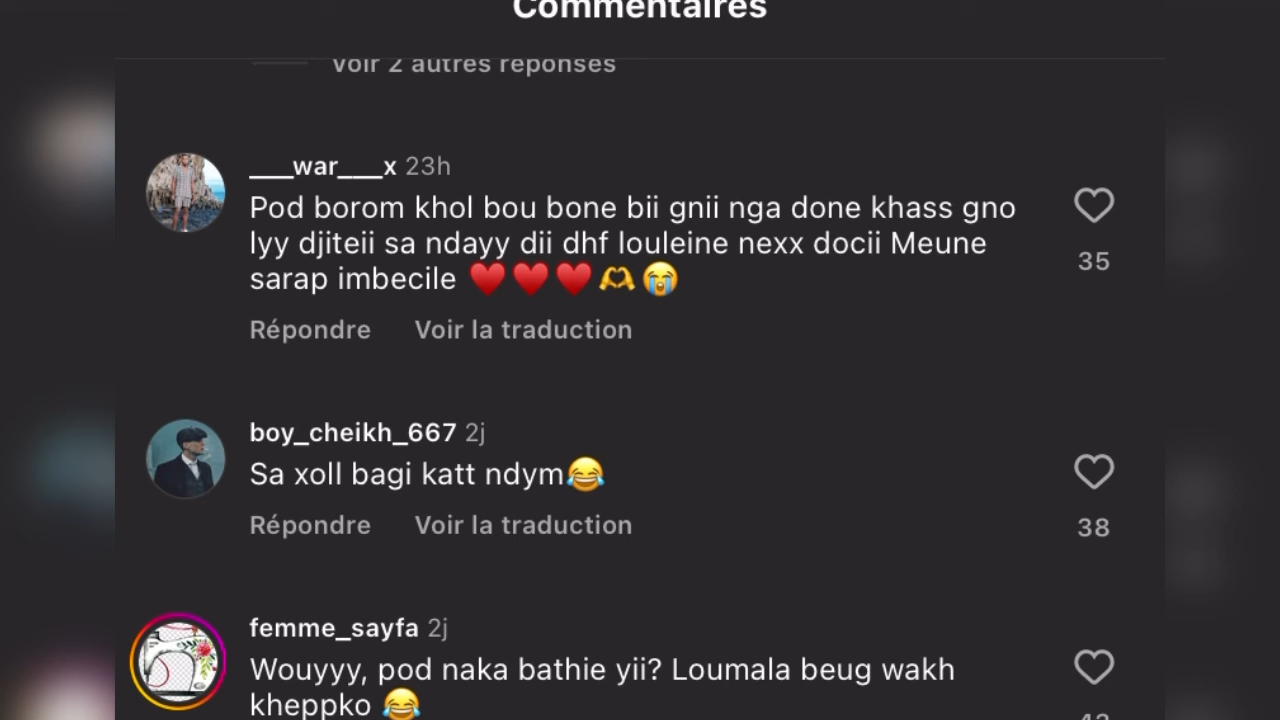 Commentaires
Voir 2 autres réponses
___war___x 23h
Pod borom khol bou bone bii gnii nga done khass gno
lyy djiteii sa ndayy dii dhf louleine nexx docii Meune
sarap imbecile ❤️❤️❤️🫶😭
35
Répondre Voir la traduction
boy_cheikh_667 2j
Sa xoll bagi katt ndym😂
38
Répondre Voir la traduction
femme_sayfa 2j
Wouyyy, pod naka bathie yii? Loumala beug wakh
kheppko 😂